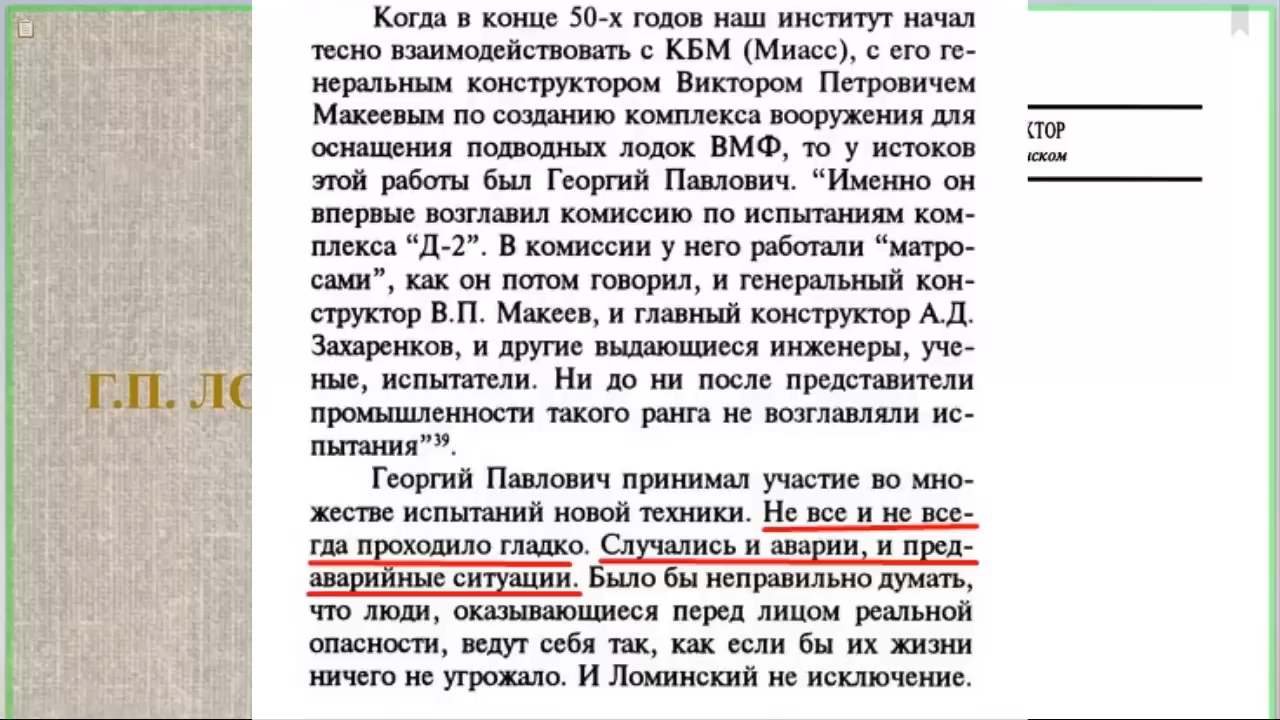 Когда в конце 50-х годов наш институт начал
тесно взаимодействовать с КБМ (Миасс), с его ге-
неральным конструктором Виктором Петровичем
Макеевым по созданию комплекса вооружения для
оснащения подводных лодок ВМФ, то у истоков
этой работы был Георгий Павлович. “Именно он
впервые возглавил комиссию по испытаниям ком-
плекса “Д-2”. В комиссии у него работали “матро-
сами”, как он потом говорил, и генеральный кон-
структор В.П. Макеев, и главный конструктор А.Д.
Захаренков, и другие выдающиеся инженеры, уче-
ные, испытатели. Ни до ни после представители
промышленности такого ранга не возглавляли ис-
пытания”³⁹.
Георгий Павлович принимал участие во мно-
жестве испытаний новой техники. Не все и не все-
гда проходило гладко. Случались и аварии, и пред-
аварийные ситуации. Было бы неправильно думать,
что люди, оказывающиеся перед лицом реальной
опасности, ведут себя так, как если бы их жизни
ничего не угрожало. И Ломинский не исключение.
Г.П. ЛО
КТОР
ском